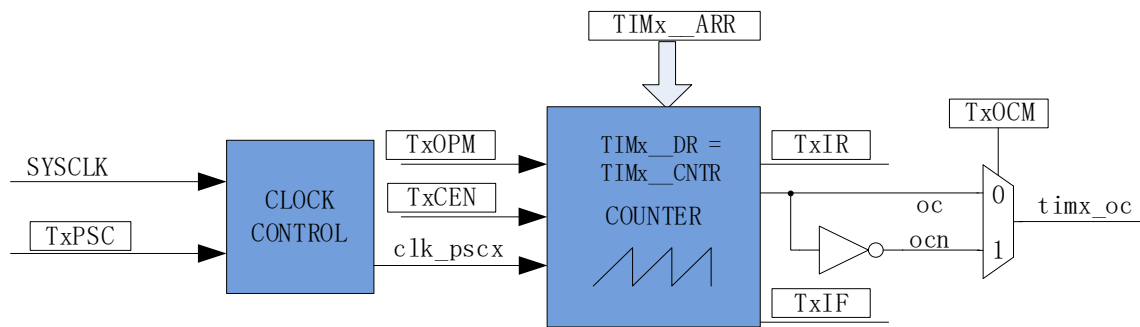 TIMx__ARR
SYSCLK
TxPSC
CLOCK
CONTROL
TxOPM
TxCEN
clk_pscx
TIMx__DR =
TIMx__CNTR
COUNTER
TxIR
oc
ocn
TxIF
TxOCM
0
1
timx_oc